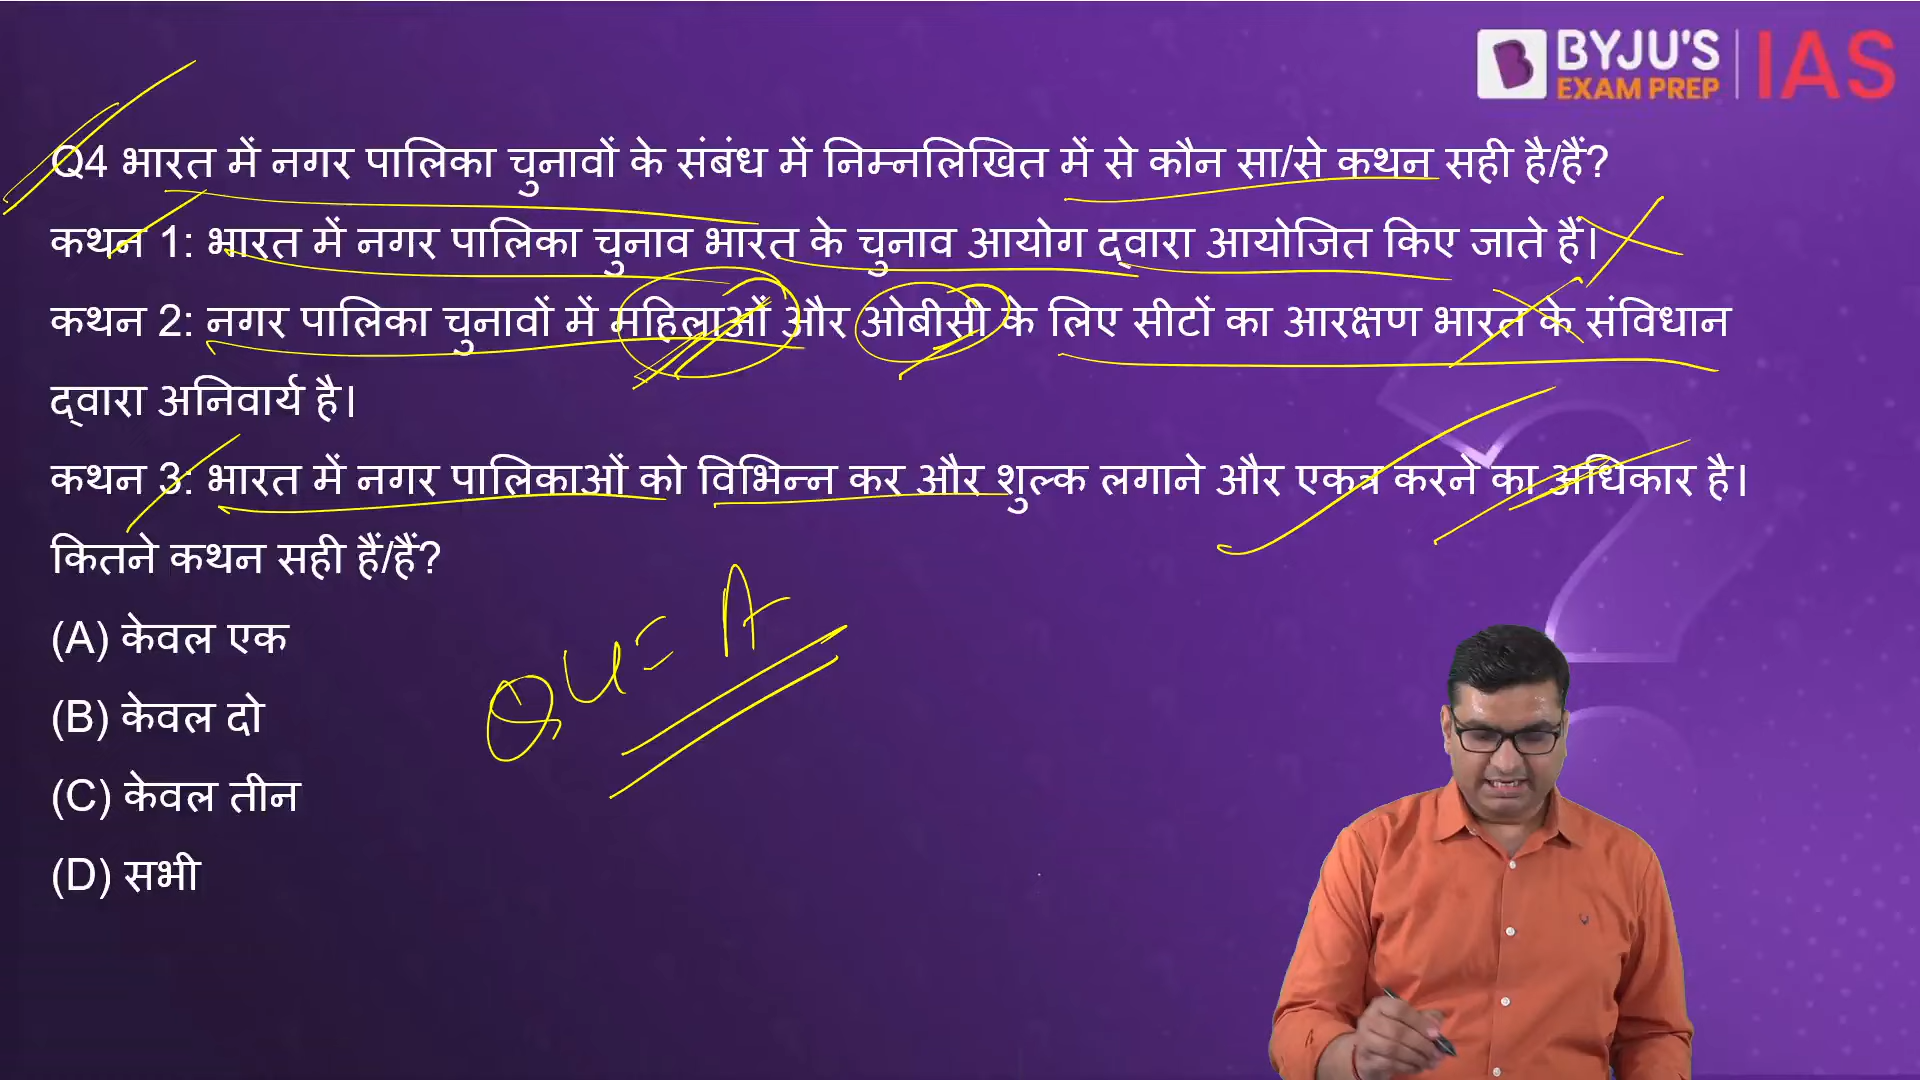 BYJU'S
EXAM PREP
IAS
Q4 भारत में नगर पालिका चुनावों के संबंध में निम्नलिखित में से कौन सा/से कथन सही है/हैं?
कथन 1: भारत में नगर पालिका चुनाव भारत के चुनाव आयोग द्वारा आयोजित किए जाते हैं।
कथन 2: नगर पालिका चुनावों में महिलाओं और ओबीसी के लिए सीटों का आरक्षण भारत के संविधान
द्वारा अनिवार्य है।
कथन 3: भारत में नगर पालिकाओं को विभिन्न कर और शुल्क लगाने और एकत्र करने का अधिकार है।
कितने कथन सही हैं/हैं?
(A) केवल एक
(B) केवल दो
(C) केवल तीन
(D) सभी
Q4 = A